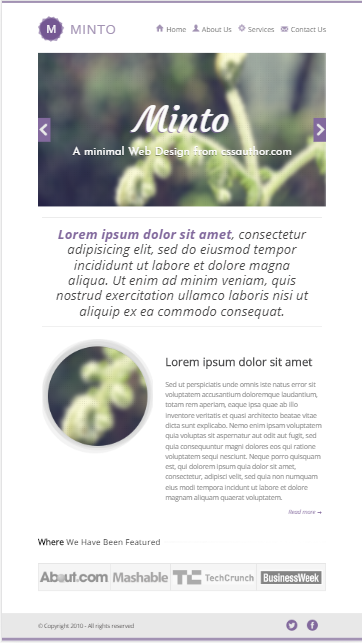 M MINTO
Home About Us Services Contact Us
Minto
A minimal Web Design from cssauthor.com
Lorem ipsum dolor sit amet, consectetur
adipisicing elit, sed do eiusmod tempor
incididunt ut labore et dolore magna
aliqua. Ut enim ad minim veniam, quis
nostrud exercitation ullamco laboris nisi ut
aliquip ex ea commodo consequat.
Lorem ipsum dolor sit amet
Sed ut perspiciatis unde omnis iste natus error sit
voluptatem accusantium doloremque laudantium,
totam rem aperiam, eaque ipsa quae ab illo
inventore veritatis et quasi architecto beatae vitae
dicta sunt explicabo. Nemo enim ipsam voluptatem
quia voluptas sit aspernatur aut odit aut fugit, sed
quia consequuntur magni dolores eos qui ratione
voluptatem sequi nesciunt. Neque porro quisquam
est, qui dolorem ipsum quia dolor sit amet,
consectetur, adipisci velit, sed quia non numquam
eius modi tempora incidunt ut labore et dolore
magnam aliquam quaerat voluptatem.
Read more →
Where We Have Been Featured
About.com Mashable TC TechCrunch BusinessWeek
© Copyright 2010 - All rights reserved